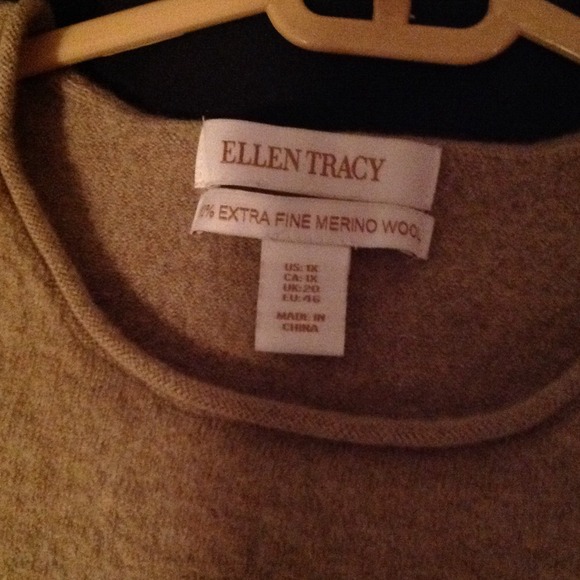 ELLEN TRACY
% EXTRA FINE MERINO WOOL
US: 1X
CA: 1X
UK: 20
EU: 46
MADE IN
CHINA